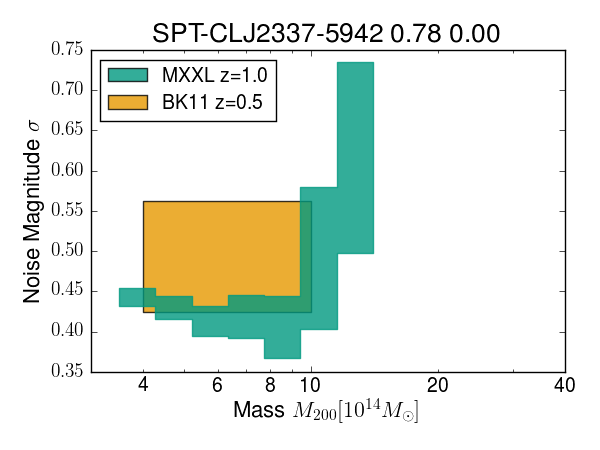 SPT-CLJ2337-5942 0.78 0.00
MXXL z=1.0
BK11 z=0.5
Noise Magnitude σ
0.75
0.70
0.65
0.60
0.55
0.50
0.45
0.40
0.35
4 6 8 10 20 40
Mass M₂₀₀[10¹⁴M⊙]